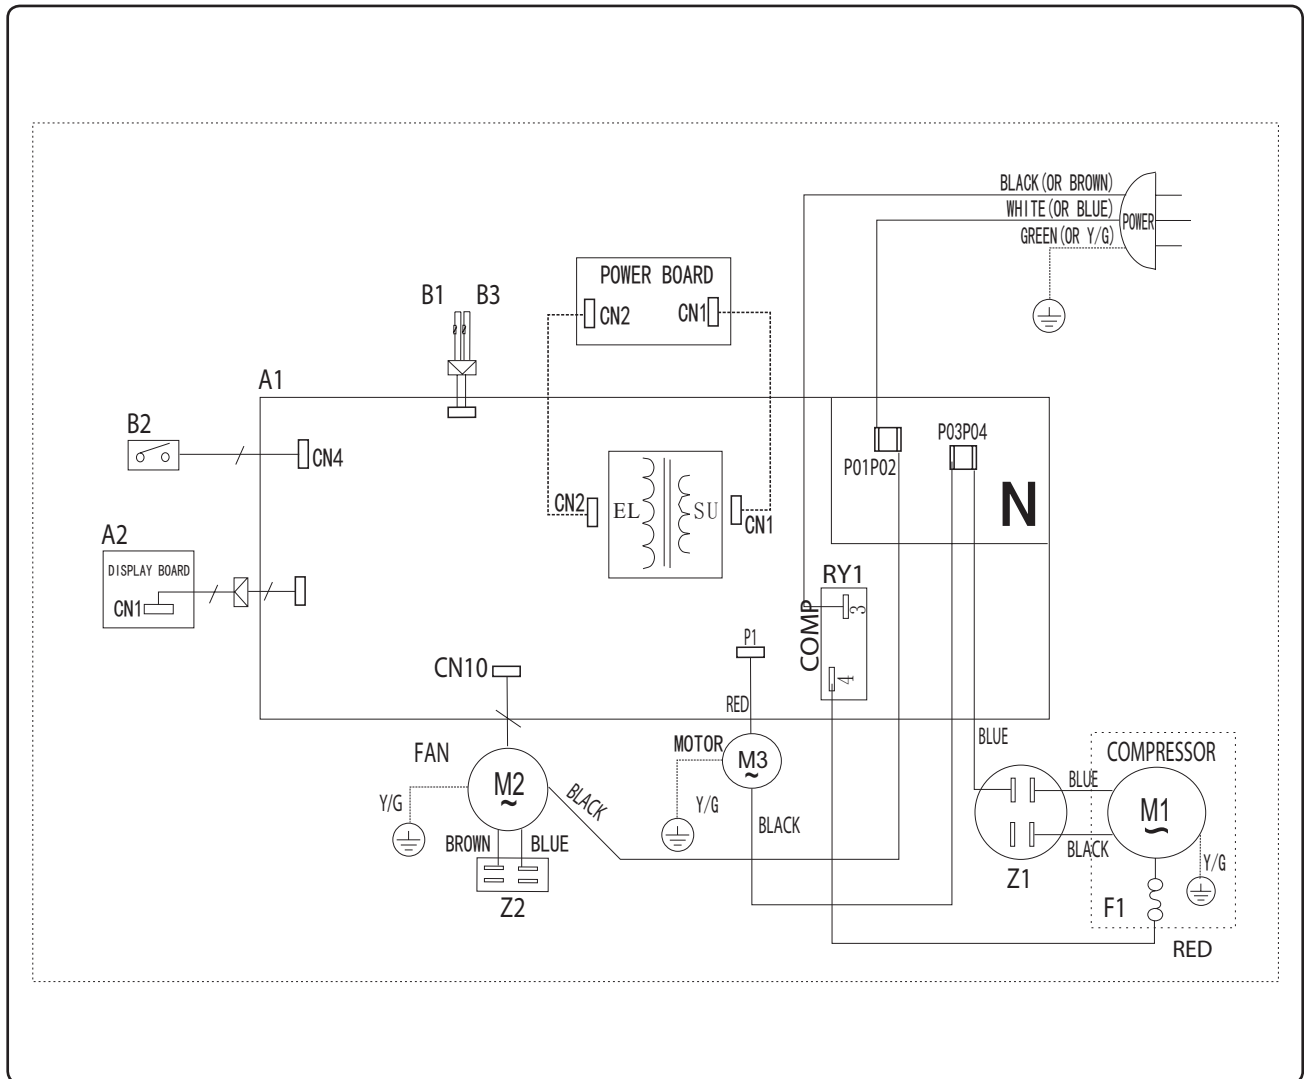 BLACK(OR BROWN)
WHITE(OR BLUE)
POWER
GREEN(OR Y/G)
POWER BOARD
CN2
CN1
B1
B3
A1
B2
CN4
P03P04
P01P02
N
CN2
EL
SU
CN1
A2
DISPLAY BOARD
CN1
RY1
COMP
3
4
P1
CN10
RED
BLUE
FAN
MOTOR
M3
~
COMPRESSOR
M2
~
BLUE
Y/G
BLACK
Y/G
M1
~
BLACK
BROWN
BLUE
BLACK
Y/G
Z1
Z2
F1
RED